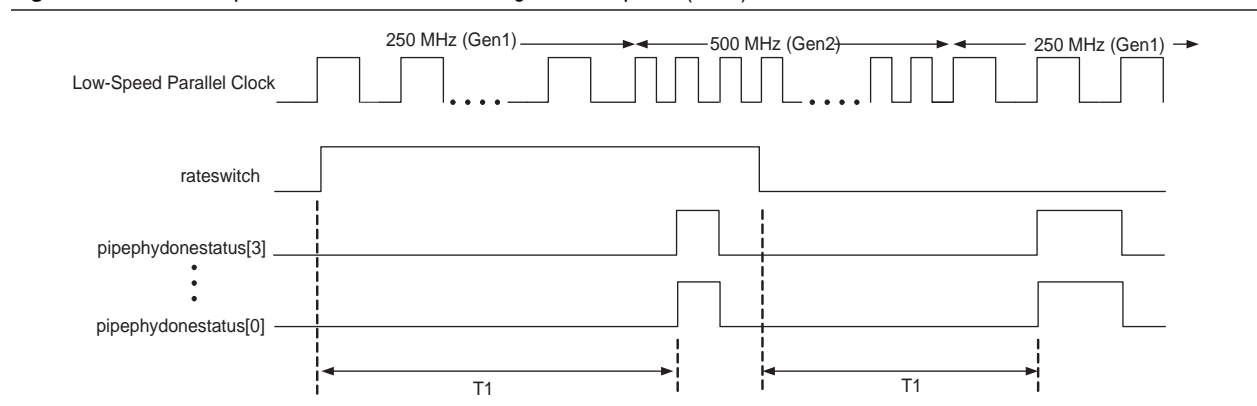 250 MHz (Gen1)
500 MHz (Gen2)
250 MHz (Gen1)
Low-Speed Parallel Clock
rateswitch
pipephydonestatus[3]
pipephydonestatus[0]
T1
T1